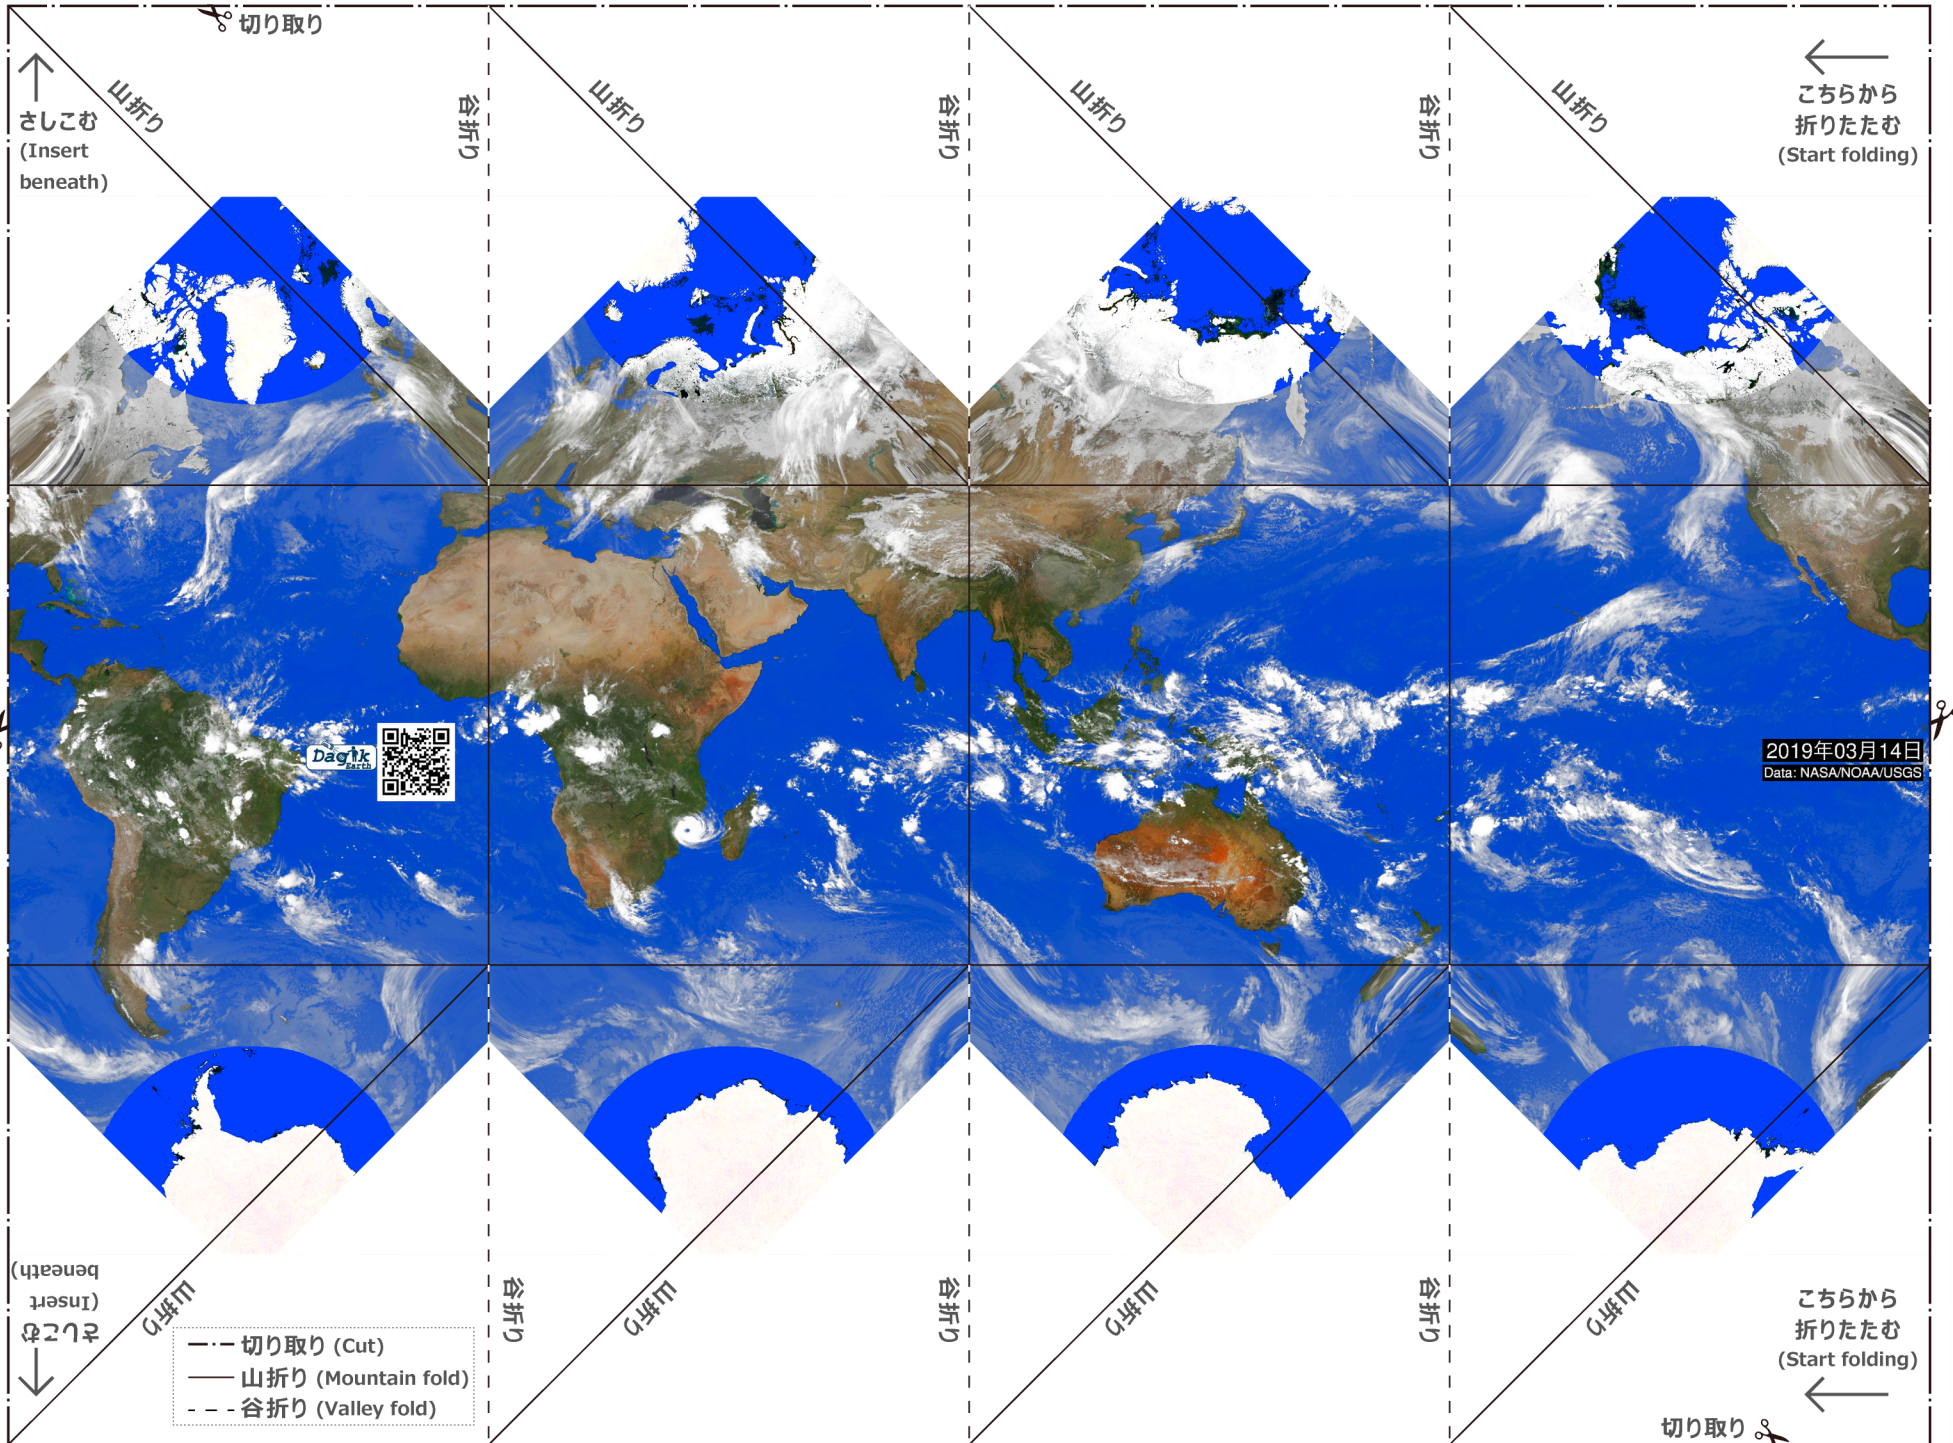 切り取り
山折り
谷折り
山折り
谷折り
山折り
谷折り
山折り
さしこむ
(Insert
beneath)
こちらから
折りたたむ
(Start folding)
Dagik
Earth
2019年03月14日
Data: NASA/NOAA/USGS
さしこむ
(Insert
beneath)
山折り
谷折り
山折り
谷折り
山折り
谷折り
山折り
こちらから
折りたたむ
(Start folding)
切り取り (Cut)
山折り (Mountain fold)
谷折り (Valley fold)
切り取り